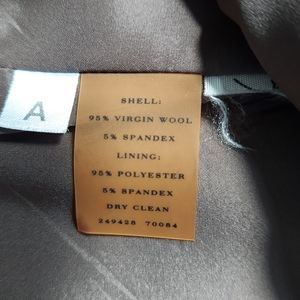 A
SHELL:
95% VIRGIN WOOL
5% SPANDEX
LINING:
95% POLYESTER
5% SPANDEX
DRY CLEAN
249428 70084